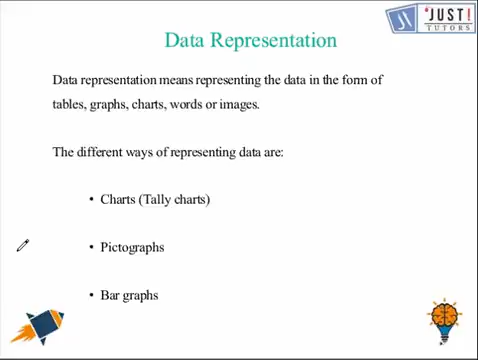 JUST!
TUTORS
Data Representation
Data representation means representing the data in the form of
tables, graphs, charts, words or images.
The different ways of representing data are:
• Charts (Tally charts)
• Pictographs
• Bar graphs